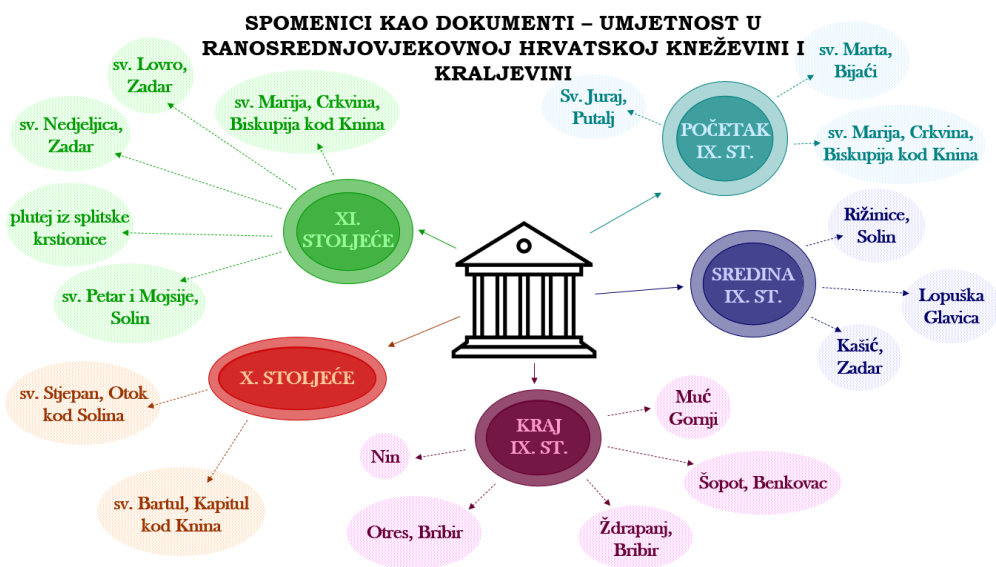 SPOMENICI KAO DOKUMENTI – UMJETNOST U
RANOSREDNJOVJEKOVNOJ HRVATSKOJ KNEŽEVINI I
KRALJEVINI
sv. Lovro,
Zadar
sv. Marija, Crkvina,
Biskupija kod Knina
sv. Nedjeljica,
Zadar
plutej iz splitske
krstionice
sv. Petar i Mojsije,
Solin
XI.
STOLJEĆE
Sv. Juraj,
Putalj
sv. Marta,
Bijaći
POČETAK
IX. ST.
sv. Marija, Crkvina,
Biskupija kod Knina
Rižinice,
Solin
SREDINA
IX. ST.
Lopuška
Glavica
Kašić,
Zadar
X. STOLJEĆE
sv. Stjepan, Otok
kod Solina
sv. Bartul, Kapitul
kod Knina
KRAJ
IX. ST.
Muć
Gornji
Nin
Šopot, Benkovac
Otres, Bribir
Ždrapanj,
Bribir